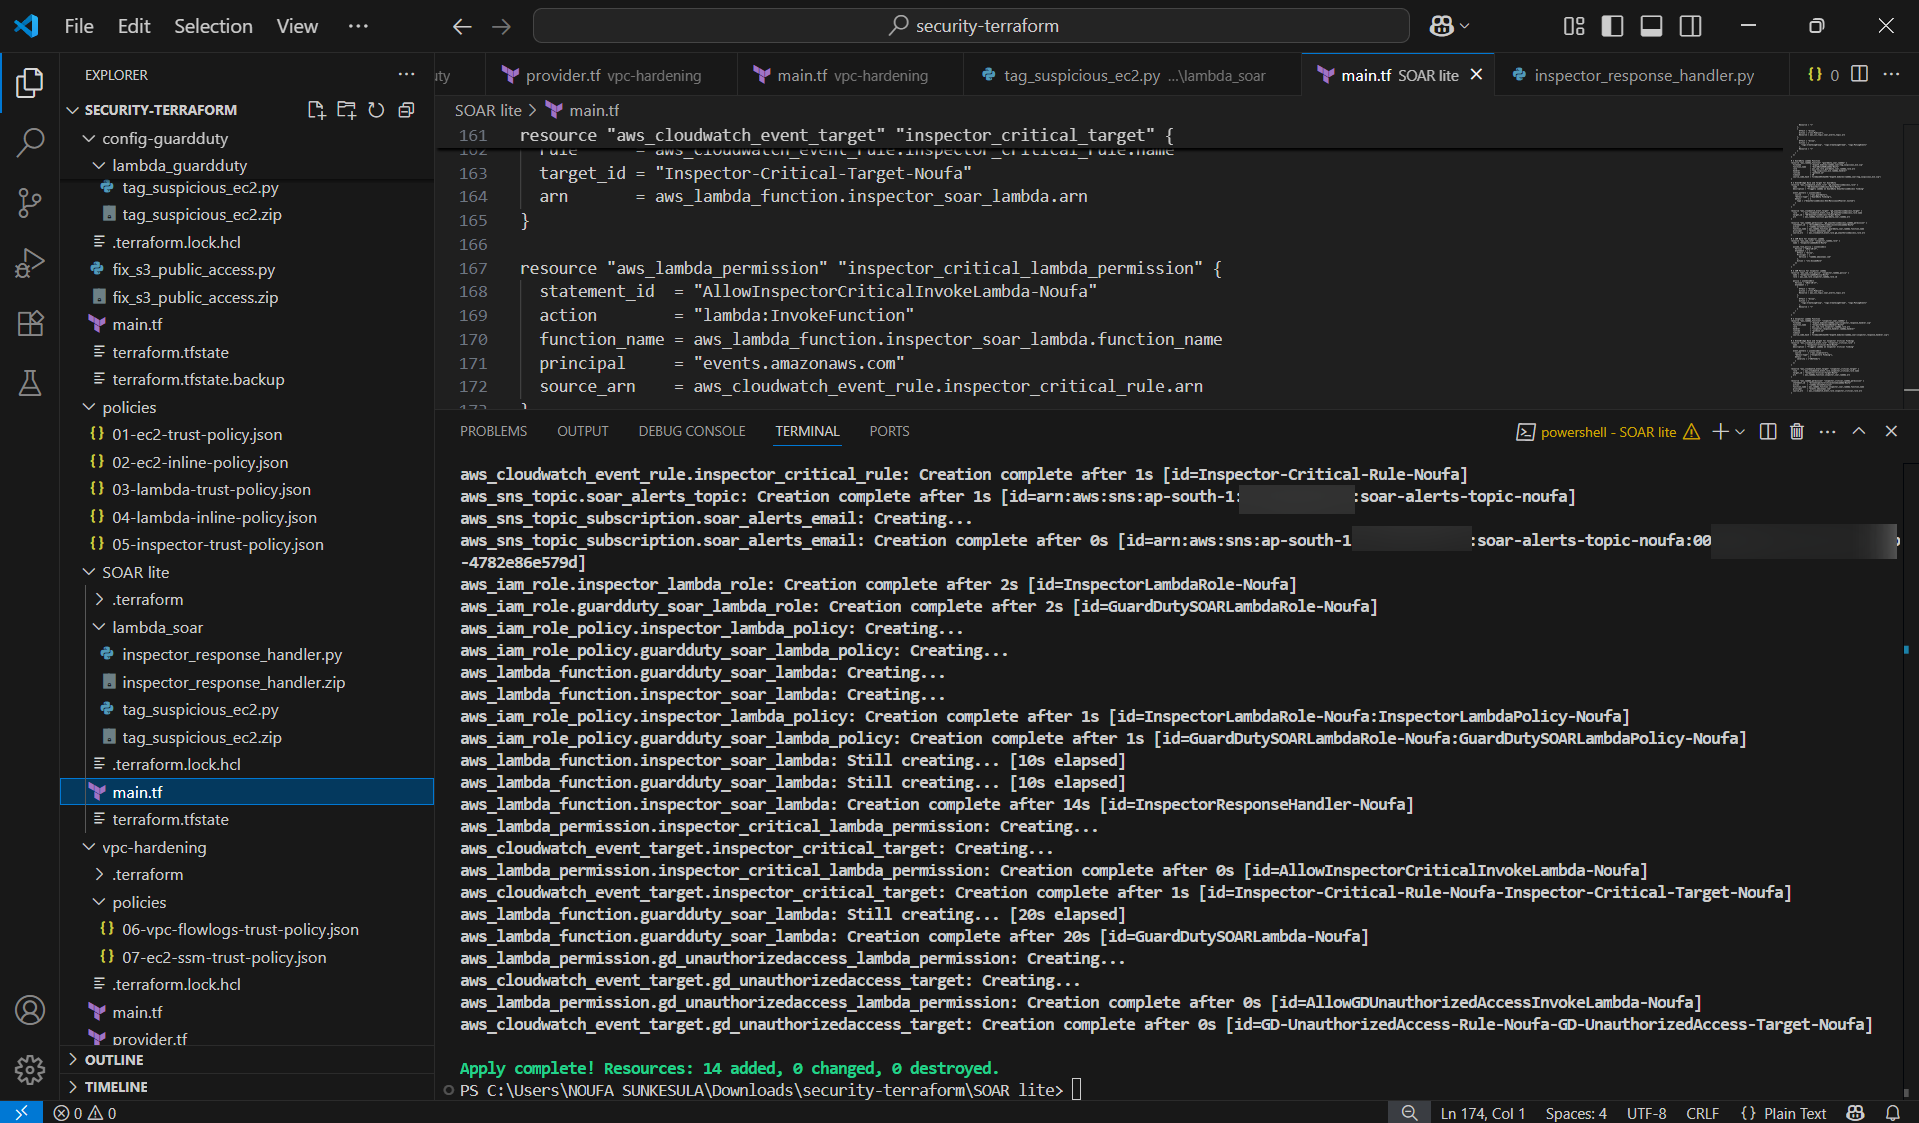 File Edit Selection View ···
security-terraform
EXPLORER
SECURITY-TERRAFORM
config-guardduty
lambda_guardduty
tag_suspicious_ec2.py
tag_suspicious_ec2.zip
.terraform.lock.hcl
fix_s3_public_access.py
fix_s3_public_access.zip
main.tf
terraform.tfstate
terraform.tfstate.backup
policies
01-ec2-trust-policy.json
02-ec2-inline-policy.json
03-lambda-trust-policy.json
04-lambda-inline-policy.json
05-inspector-trust-policy.json
SOAR lite
.terraform
lambda_soar
inspector_response_handler.py
inspector_response_handler.zip
tag_suspicious_ec2.py
tag_suspicious_ec2.zip
.terraform.lock.hcl
main.tf
terraform.tfstate
vpc-hardening
.terraform
policies
06-vpc-flowlogs-trust-policy.json
07-ec2-ssm-trust-policy.json
.terraform.lock.hcl
main.tf
provider.tf
OUTLINE
TIMELINE
ty provider.tf vpc-hardening main.tf vpc-hardening tag_suspicious_ec2.py ...\lambda_soar main.tf SOAR lite inspector_response_handler.py {} 0
SOAR lite > main.tf
161 resource "aws_cloudwatch_event_target" "inspector_critical_target" {
162 rule = aws_cloudwatch_event_rule.inspector_critical_rule.name
163 target_id = "Inspector-Critical-Target-Noufa"
164 arn = aws_lambda_function.inspector_soar_lambda.arn
165 }
166
167 resource "aws_lambda_permission" "inspector_critical_lambda_permission" {
168 statement_id = "AllowInspectorCriticalInvokeLambda-Noufa"
169 action = "lambda:InvokeFunction"
170 function_name = aws_lambda_function.inspector_soar_lambda.function_name
171 principal = "events.amazonaws.com"
172 source_arn = aws_cloudwatch_event_rule.inspector_critical_rule.arn
173 }
PROBLEMS OUTPUT DEBUG CONSOLE TERMINAL PORTS
powershell - SOAR lite
aws_cloudwatch_event_rule.inspector_critical_rule: Creation complete after 1s [id=Inspector-Critical-Rule-Noufa]
aws_sns_topic.soar_alerts_topic: Creation complete after 1s [id=arn:aws:sns:ap-south-1: :soar-alerts-topic-noufa]
aws_sns_topic_subscription.soar_alerts_email: Creating...
aws_sns_topic_subscription.soar_alerts_email: Creation complete after 0s [id=arn:aws:sns:ap-south-1 :soar-alerts-topic-noufa:00
-4782e86e579d]
aws_iam_role.inspector_lambda_role: Creation complete after 2s [id=InspectorLambdaRole-Noufa]
aws_iam_role.guardduty_soar_lambda_role: Creation complete after 2s [id=GuardDutySOARLambdaRole-Noufa]
aws_iam_role_policy.inspector_lambda_policy: Creating...
aws_iam_role_policy.guardduty_soar_lambda_policy: Creating...
aws_lambda_function.guardduty_soar_lambda: Creating...
aws_lambda_function.inspector_soar_lambda: Creating...
aws_iam_role_policy.inspector_lambda_policy: Creation complete after 1s [id=InspectorLambdaRole-Noufa:InspectorLambdaPolicy-Noufa]
aws_iam_role_policy.guardduty_soar_lambda_policy: Creation complete after 1s [id=GuardDutySOARLambdaRole-Noufa:GuardDutySOARLambdaPolicy-Noufa]
aws_lambda_function.inspector_soar_lambda: Still creating... [10s elapsed]
aws_lambda_function.guardduty_soar_lambda: Still creating... [10s elapsed]
aws_lambda_function.inspector_soar_lambda: Creation complete after 14s [id=InspectorResponseHandler-Noufa]
aws_lambda_permission.inspector_critical_lambda_permission: Creating...
aws_cloudwatch_event_target.inspector_critical_target: Creating...
aws_lambda_permission.inspector_critical_lambda_permission: Creation complete after 0s [id=AllowInspectorCriticalInvokeLambda-Noufa]
aws_cloudwatch_event_target.inspector_critical_target: Creation complete after 1s [id=Inspector-Critical-Rule-Noufa-Inspector-Critical-Target-Noufa]
aws_lambda_function.guardduty_soar_lambda: Still creating... [20s elapsed]
aws_lambda_function.guardduty_soar_lambda: Creation complete after 20s [id=GuardDutySOARLambda-Noufa]
aws_lambda_permission.gd_unauthorizedaccess_lambda_permission: Creating...
aws_cloudwatch_event_target.gd_unauthorizedaccess_target: Creating...
aws_lambda_permission.gd_unauthorizedaccess_lambda_permission: Creation complete after 0s [id=AllowGDUnauthorizedAccessInvokeLambda-Noufa]
aws_cloudwatch_event_target.gd_unauthorizedaccess_target: Creation complete after 0s [id=GD-UnauthorizedAccess-Rule-Noufa-GD-UnauthorizedAccess-Target-Noufa]
Apply complete! Resources: 14 added, 0 changed, 0 destroyed.
PS C:\Users\NOUFA SUNKESULA\Downloads\security-terraform\SOAR lite>
0 0 Ln 174, Col 1 Spaces: 4 UTF-8 CRLF {} Plain Text